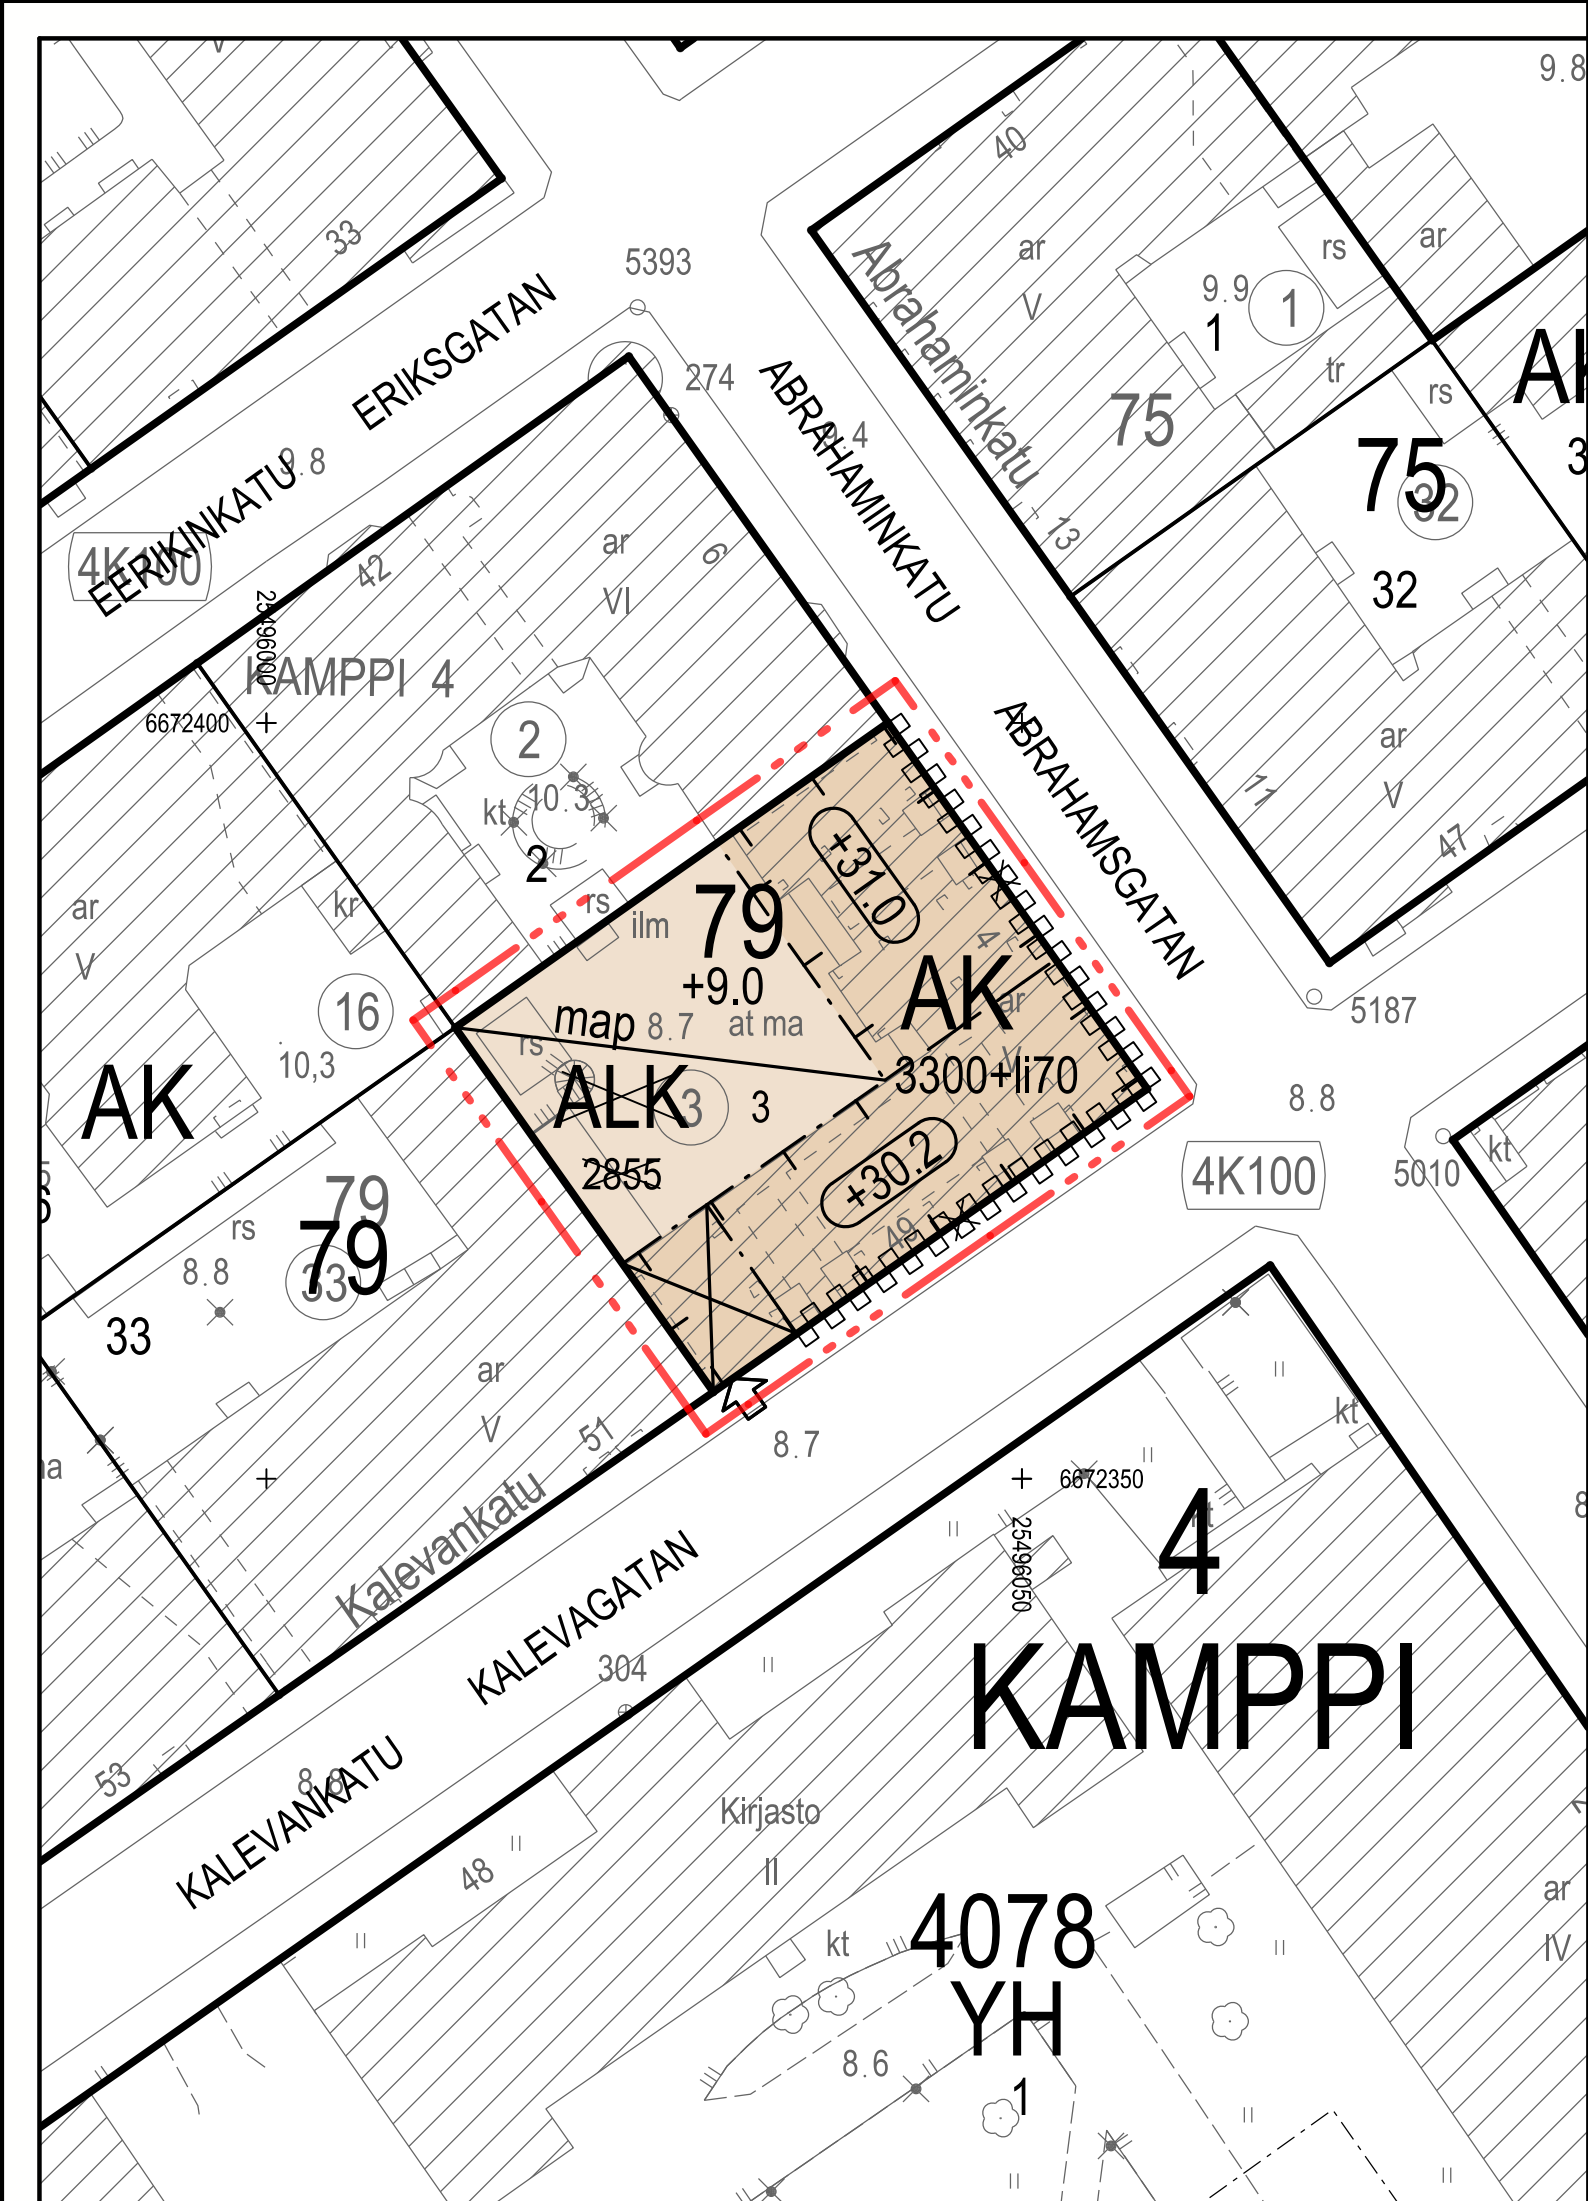 9.8
40
33
5393
ERIKSGATAN
Abrahaminkatu
ar
V
rs
ar
9.9
1
1
tr
rs
274
75
75
32
32
13
ABRAHAMINKATU
9.8
EERIKINKATU
4K100
42
ar
VI
6
25496000
KAMPPI 4
6672400
2
10.3
kt
2
rs
ilm
79
+9.0
+31.0
ABRAHAMSGATAN
ar
V
11
47
ar
V
kr
16
10,3
AK
map
8.7
at ma
4
AK
ar
V
3300+li70
rs
ALK
3
3
2855
+30.2
49
5187
8.8
4K100
5010
kt
79
79
rs
8.8
33
33
ar
V
51
8.7
kt
Kalevankatu
6672350
25496050
4
kt
KAMPPI
KALEVAGATAN
304
53
8.8
KALEVANKATU
48
Kirjasto
II
kt
4078
YH
1
8.6
ar
IV